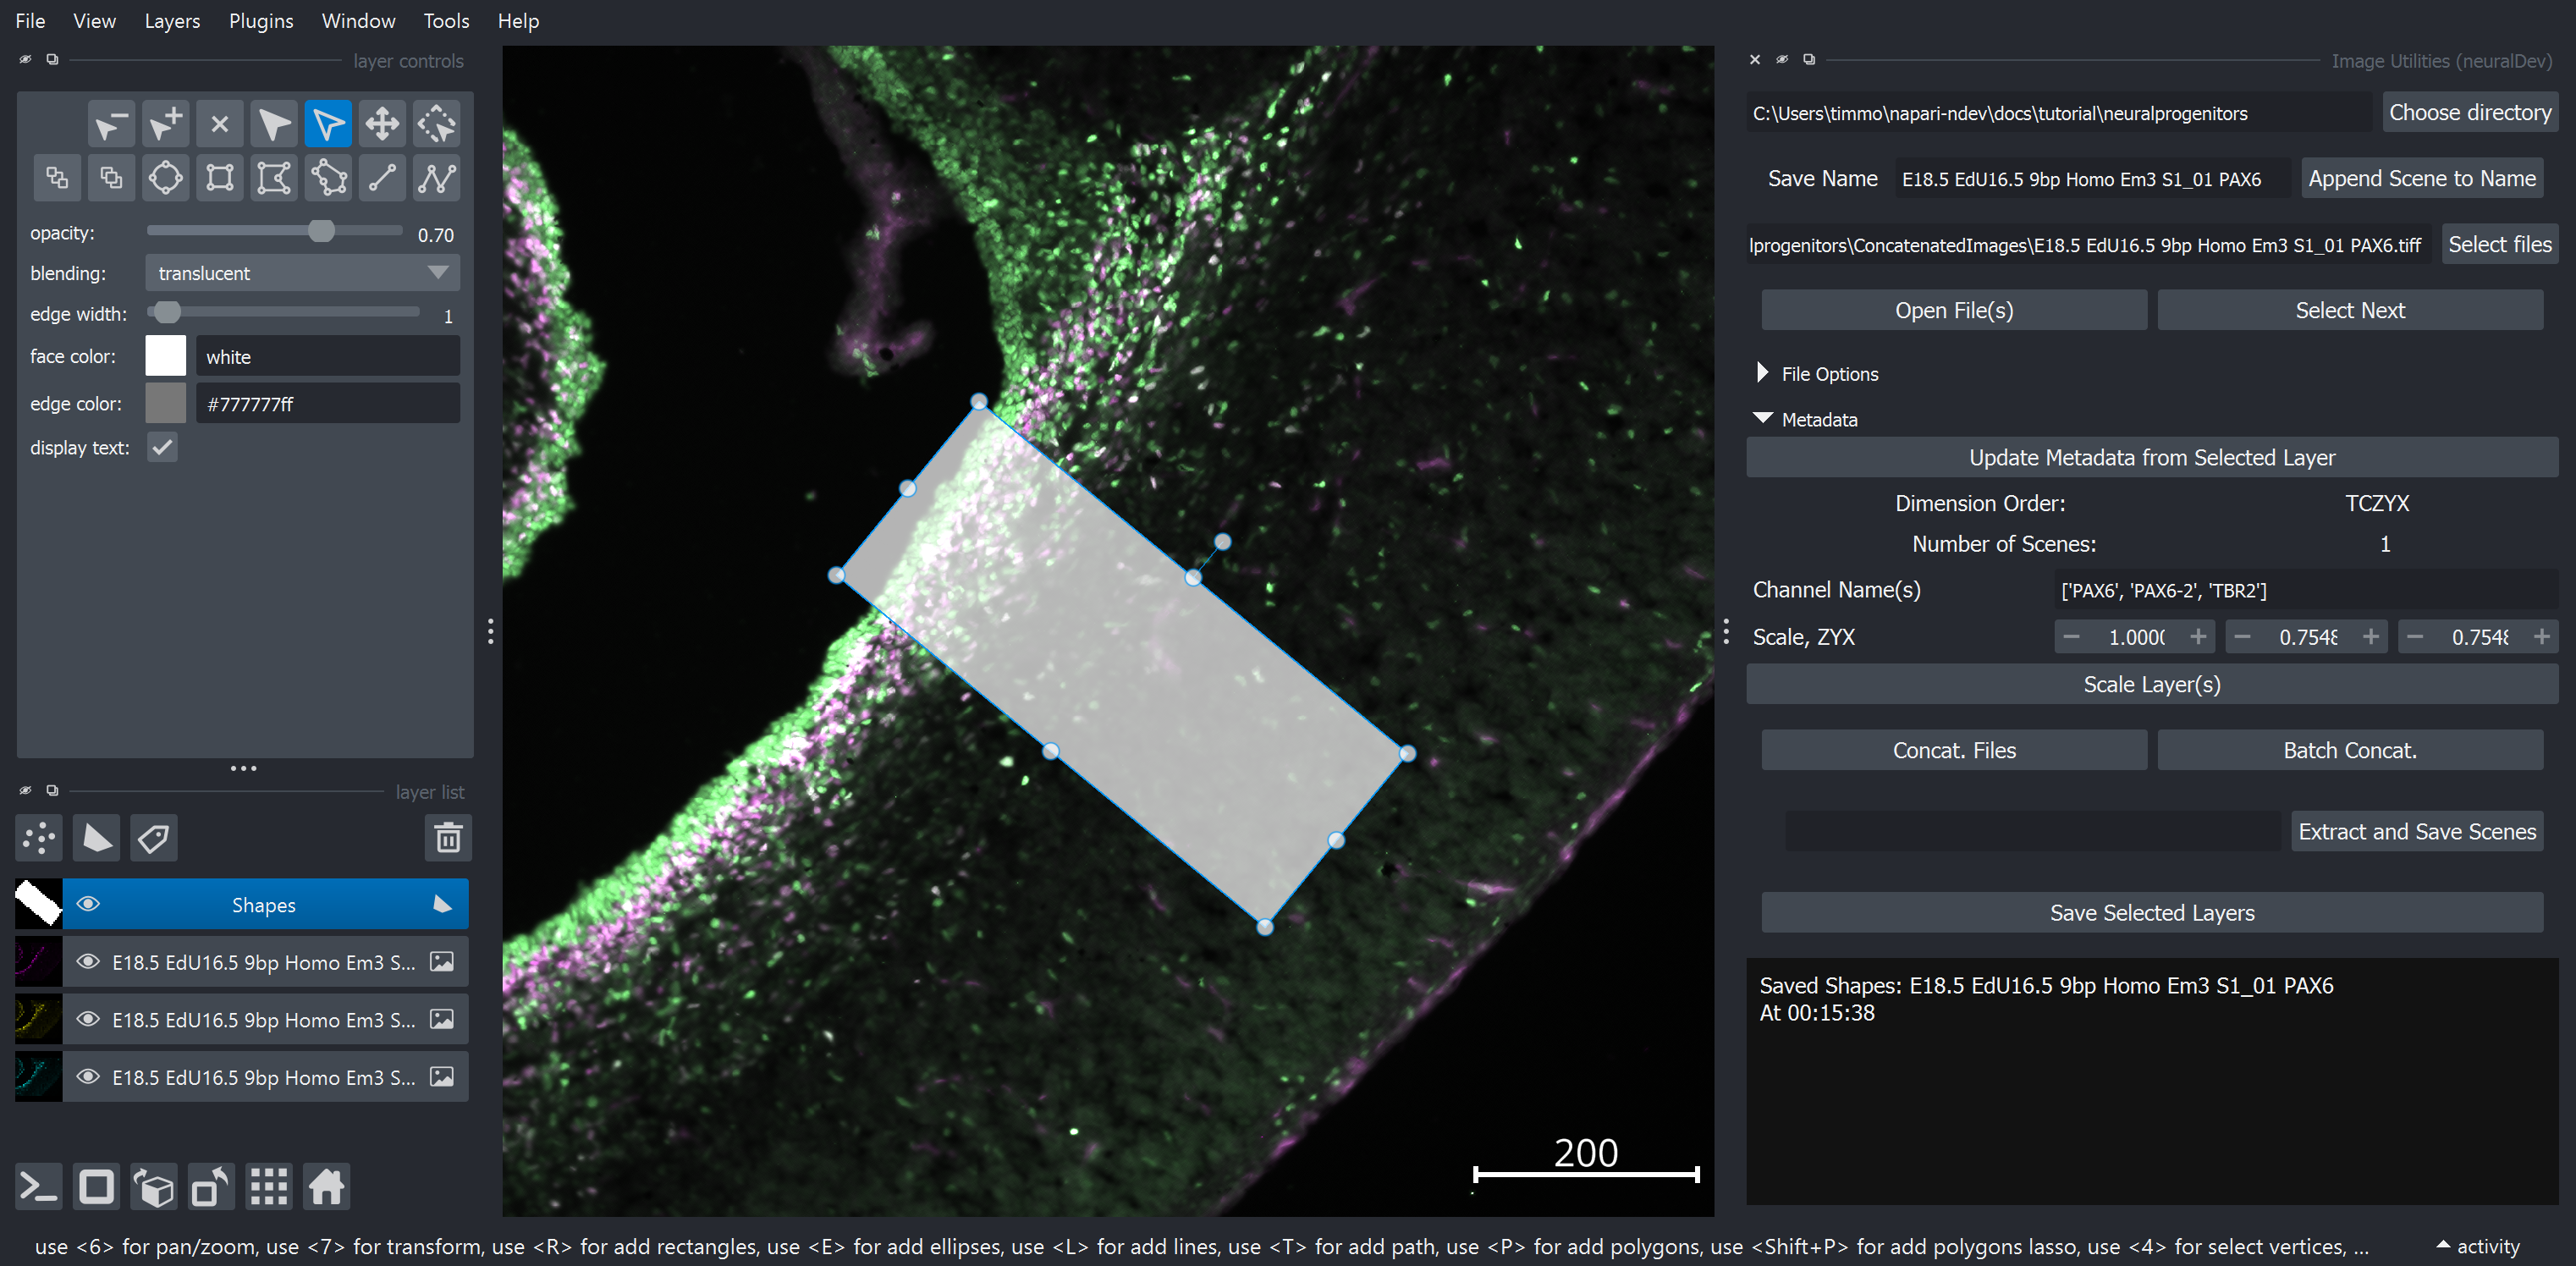 File View Layers Plugins Window Tools Help
layer controls
opacity: 0.70
blending: translucent
edge width: 1
face color: white
edge color: #777777ff
display text:
layer list
Shapes
E18.5 EdU16.5 9bp Homo Em3 S...
E18.5 EdU16.5 9bp Homo Em3 S...
E18.5 EdU16.5 9bp Homo Em3 S...
200
Image Utilities (neuralDev)
C:\Users\timmo\napari-ndev\docs\tutorial\neuralprogenitors Choose directory
Save Name E18.5 EdU16.5 9bp Homo Em3 S1_01 PAX6 Append Scene to Name
lprogenitors\ConcatenatedImages\E18.5 EdU16.5 9bp Homo Em3 S1_01 PAX6.tiff Select files
Open File(s) Select Next
File Options
Metadata
Update Metadata from Selected Layer
Dimension Order: TCZYX
Number of Scenes: 1
Channel Name(s) ['PAX6', 'PAX6-2', 'TBR2']
Scale, ZYX 1.000 0.754 0.754
Scale Layer(s)
Concat. Files Batch Concat.
Extract and Save Scenes
Save Selected Layers
Saved Shapes: E18.5 EdU16.5 9bp Homo Em3 S1_01 PAX6
At 00:15:38
use <6> for pan/zoom, use <7> for transform, use <R> for add rectangles, use <E> for add ellipses, use <L> for add lines, use <T> for add path, use <P> for add polygons, use <Shift+P> for add polygons lasso, use <4> for select vertices, ... activity